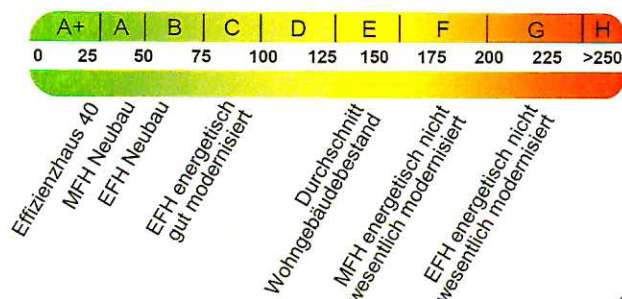 A+ A B C D E F G H
0 25 50 75 100 125 150 175 200 225 >250
Effizienzhaus 40
MFH Neubau
EFH Neubau
EFH energetisch
gut modernisiert
Durchschnitt
Wohngebäudebestand
MFH energetisch nicht
wesentlich modernisiert
EFH energetisch nicht
wesentlich modernisiert